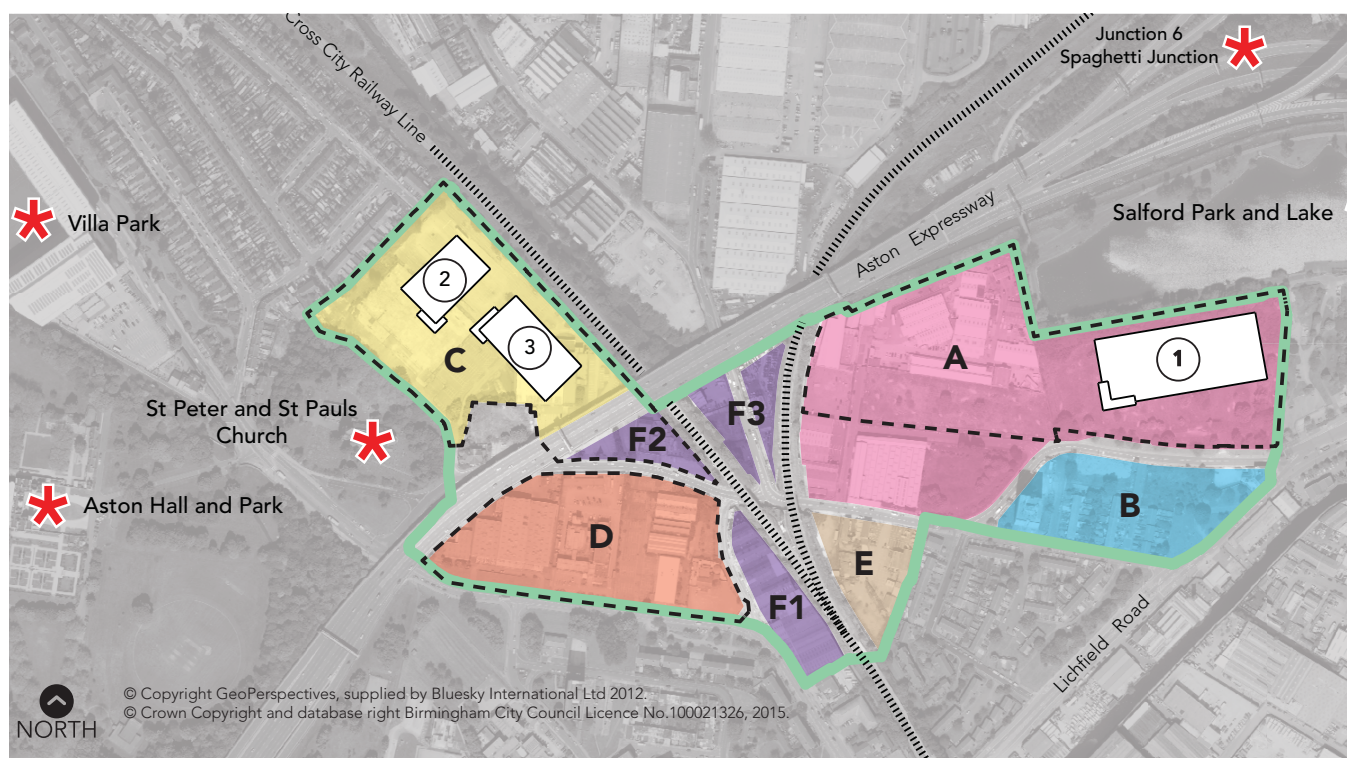 Junction 6
Spaghetti Junction
Cross City Railway Line
Aston Expressway
Salford Park and Lake
Villa Park
2
3
1
A
C
St Peter and St Pauls
Church
F3
F2
Aston Hall and Park
B
D
E
F1
Lichfield Road
NORTH
© Copyright GeoPerspectives, supplied by Bluesky International Ltd 2012.
© Crown Copyright and database right Birmingham City Council Licence No.100021326, 2015.